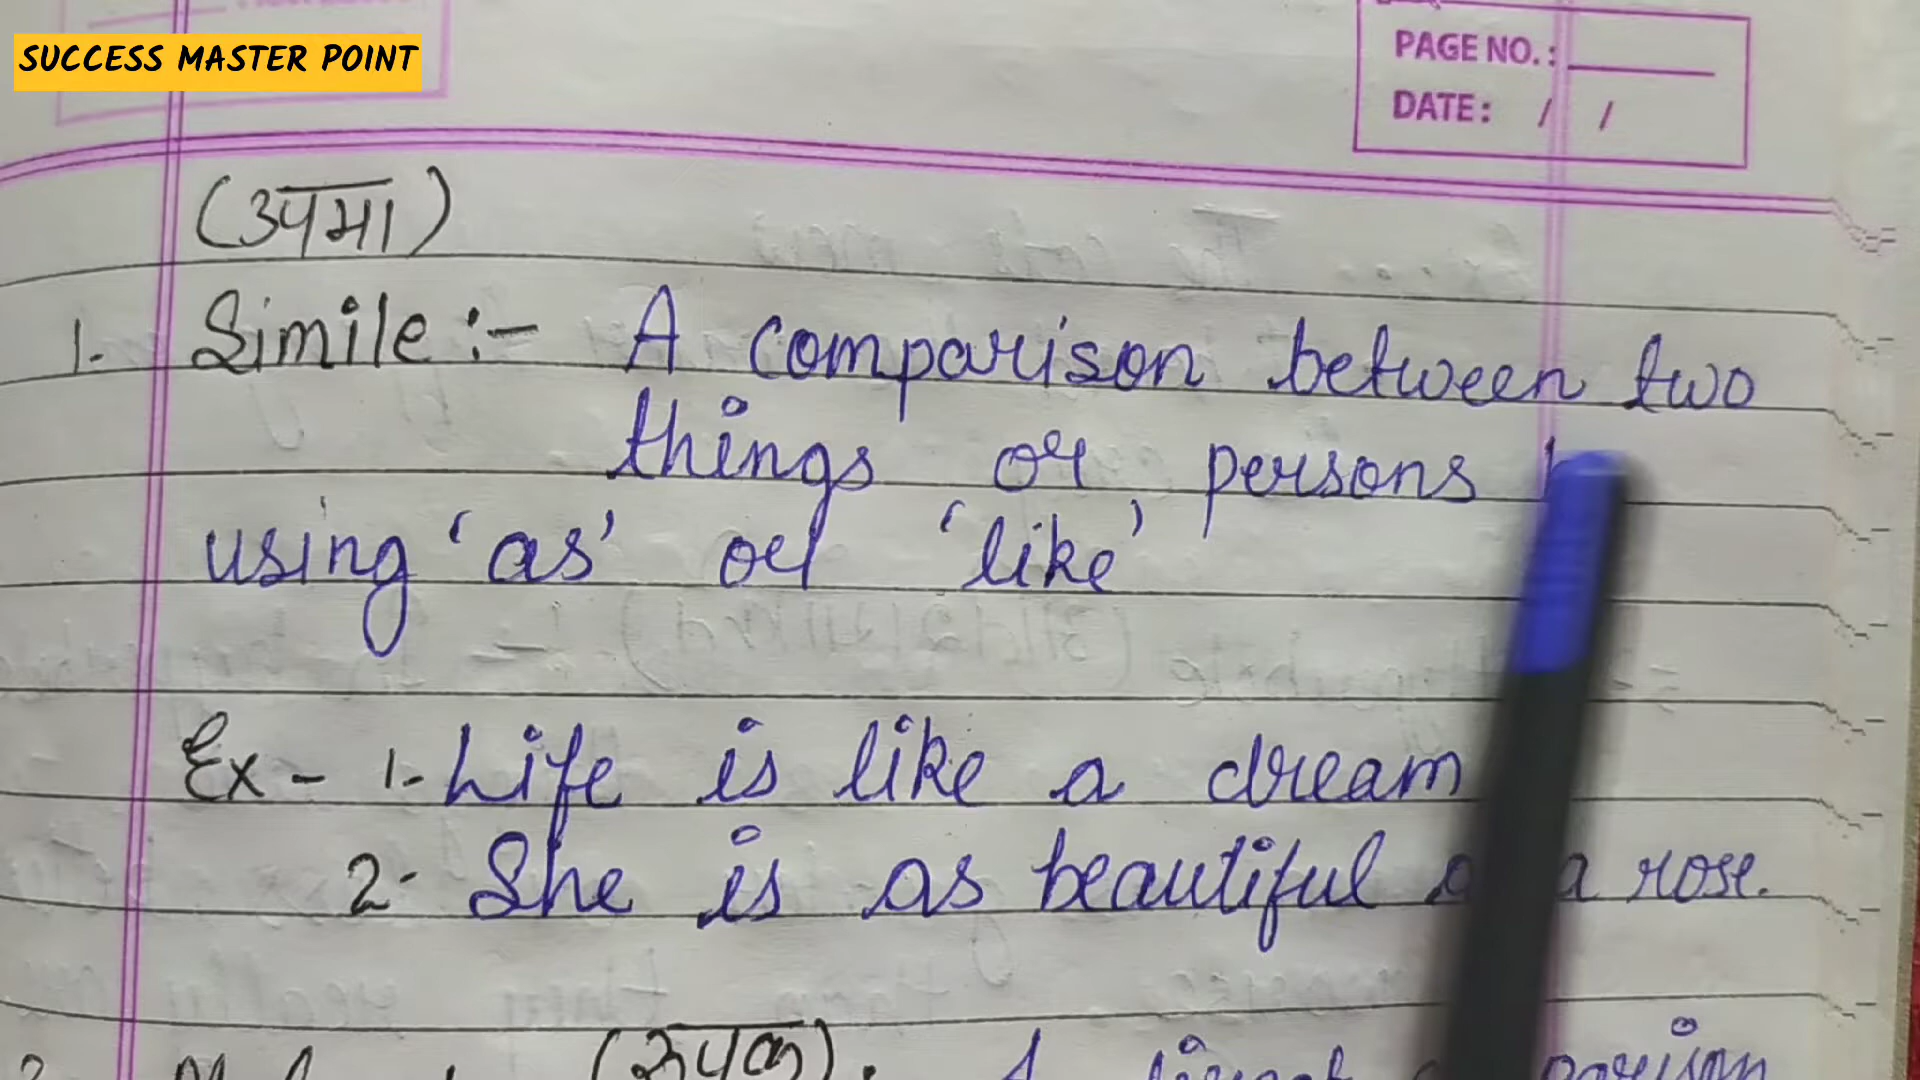 SUCCESS MASTER POINT
PAGE NO. :
DATE : / /
(उपमा)
1. Simile :- A comparison between two
things or persons
using 'as' or 'like'
Ex - 1. Life is like a dream
2. She is as beautiful a rose.
(रूपक) :